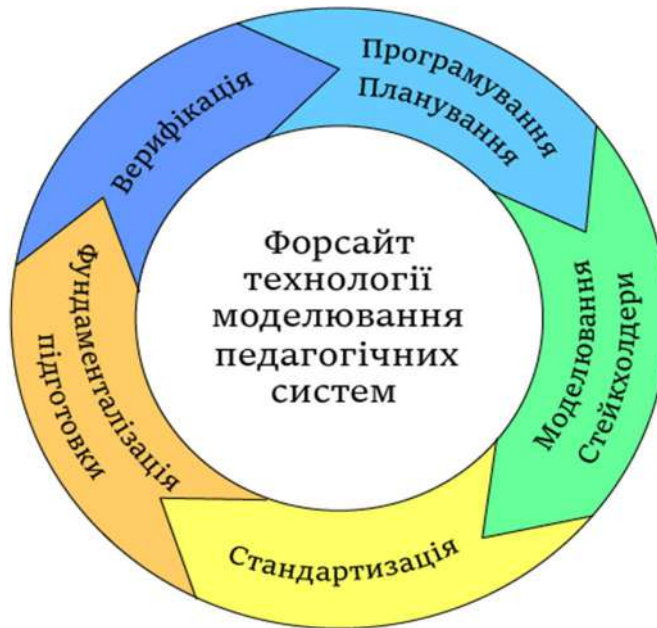 Програмування
Планування
Моделювання
Стейкхолдери
Стандартизація
Фундаменталізація
підготовки
Верифікація
Форсайт
технології
моделювання
педагогічних
систем